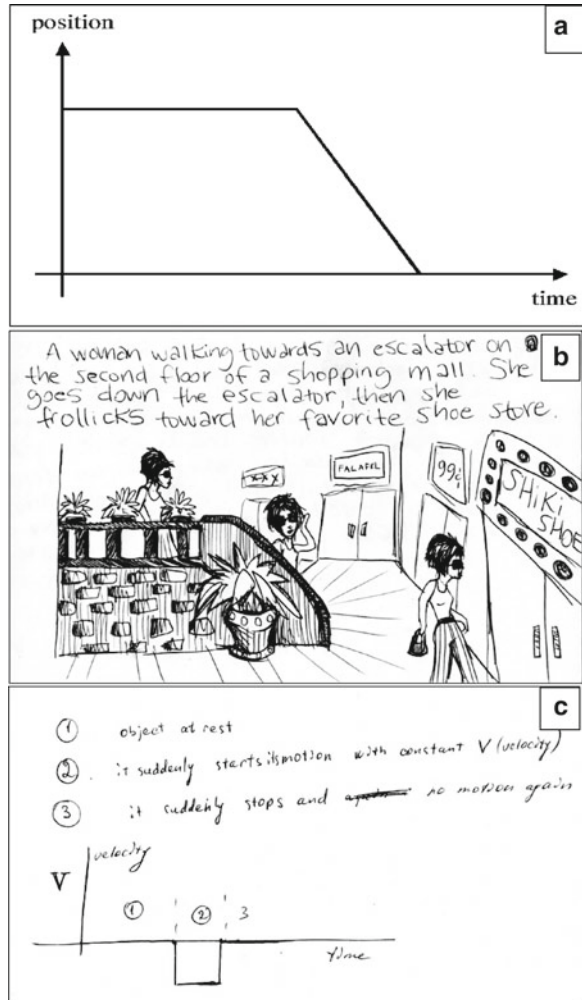 position
a
time
A woman walking towards an escalator on
the second floor of a shopping mall. She
goes down the escalator, then she
frollicks toward her favorite shoe store.
b
XXX
FALAFEL
99¢
SHiKi
SHOE
c
① object at rest
② . it suddenly starts its motion with constant V (velocity)
③ it suddenly stops and no motion again
velocity
V
① ② 3
time